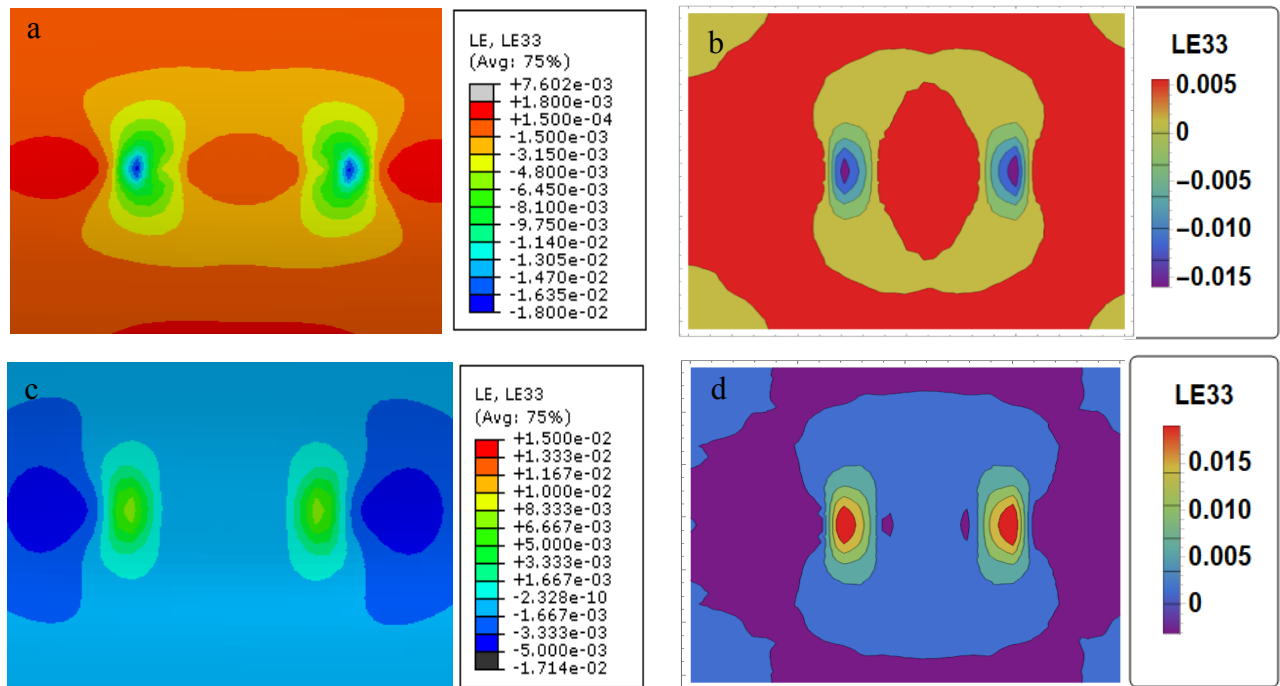 a
LE, LE33
(Avg: 75%)
+7.602e-03
+1.800e-03
+1.500e-04
-1.500e-03
-3.150e-03
-4.800e-03
-6.450e-03
-8.100e-03
-9.750e-03
-1.140e-02
-1.305e-02
-1.470e-02
-1.635e-02
-1.800e-02
b
LE33
0.005
0
−0.005
−0.010
−0.015
c
LE, LE33
(Avg: 75%)
+1.500e-02
+1.333e-02
+1.167e-02
+1.000e-02
+8.333e-03
+6.667e-03
+5.000e-03
+3.333e-03
+1.667e-03
-2.328e-10
-1.667e-03
-3.333e-03
-5.000e-03
-1.714e-02
d
LE33
0.015
0.010
0.005
0